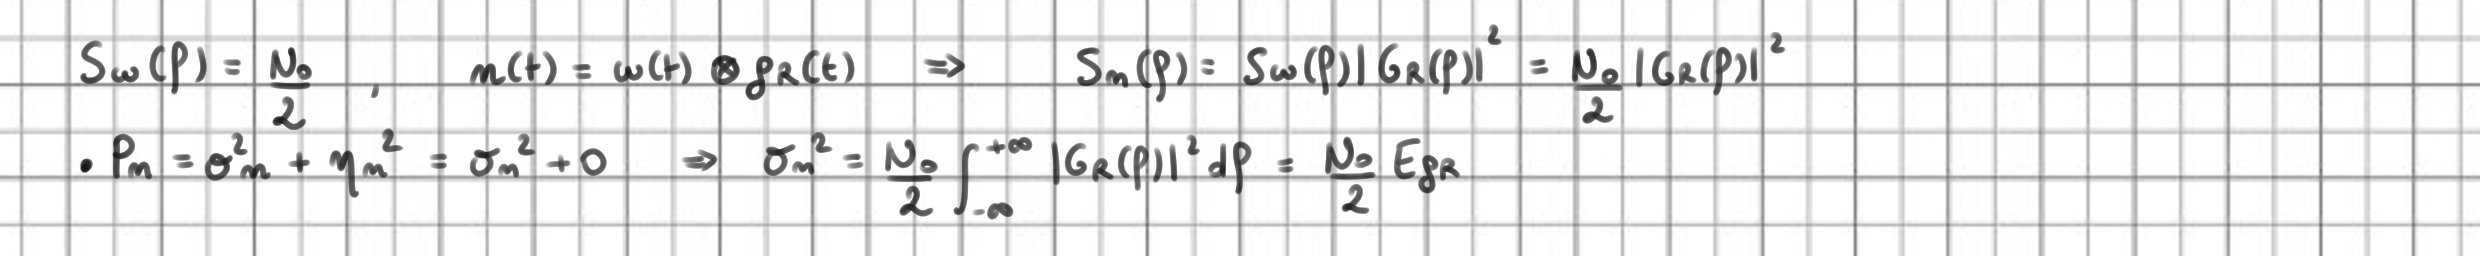 Sw(f) = N₀/2 , n(t) = w(t) ⊗ gR(t) ⇒ Sn(f) = Sw(f)|GR(f)|² = N₀/2 |GR(f)|²
• Pn = σ²n + ηn² = σn² + 0 ⇒ σn² = N₀/2 ∫₋∞^+∞ |GR(f)|² df = N₀/2 EgR